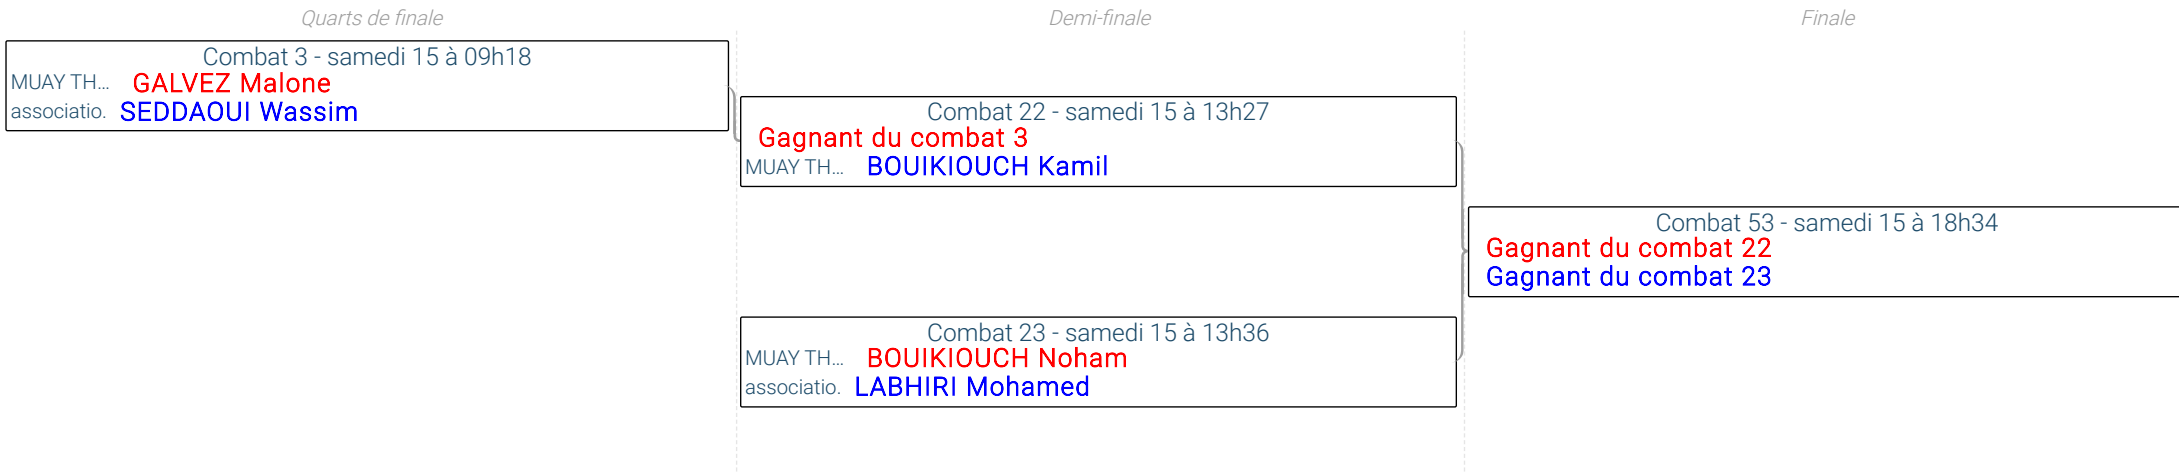 Quarts de finale
Demi-finale
Finale
Combat 3 - samedi 15 à 09h18
MUAY TH... GALVEZ Malone
associatio. SEDDAOUI Wassim
Combat 22 - samedi 15 à 13h27
Gagnant du combat 3
MUAY TH... BOUIKIOUCH Kamil
Combat 53 - samedi 15 à 18h34
Gagnant du combat 22
Gagnant du combat 23
Combat 23 - samedi 15 à 13h36
MUAY TH... BOUIKIOUCH Noham
associatio. LABHIRI Mohamed